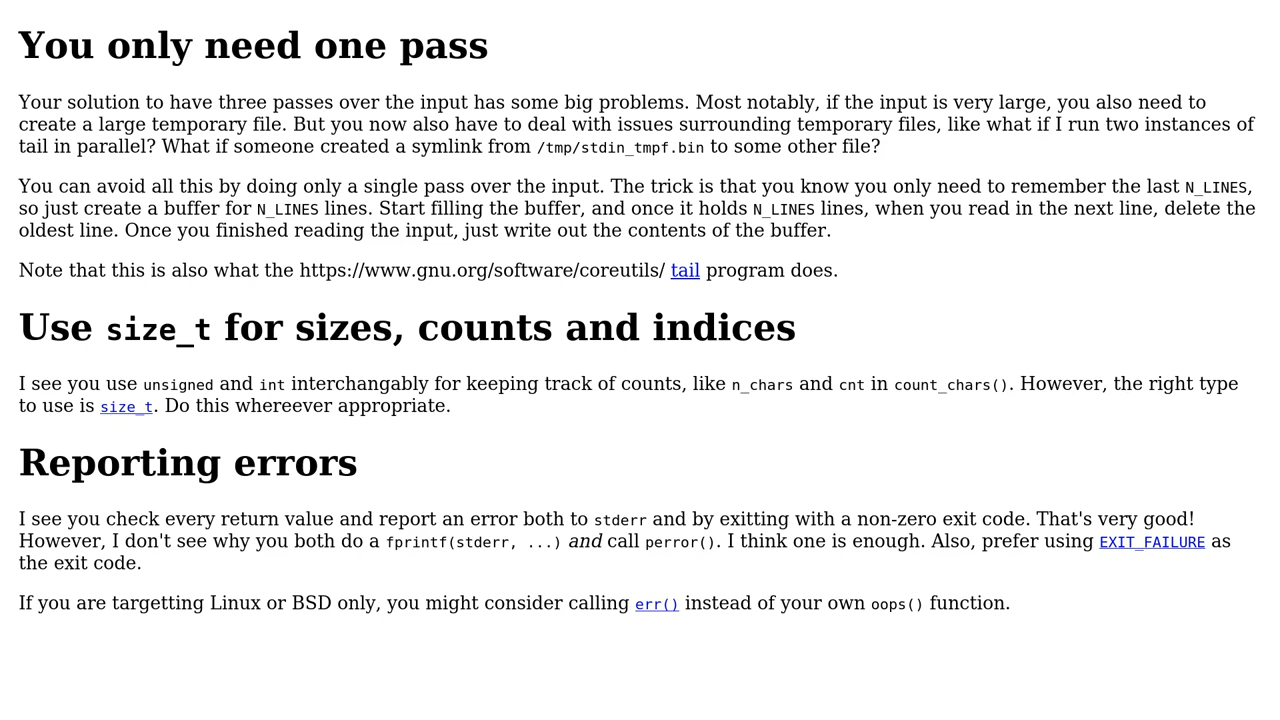 You only need one pass
Your solution to have three passes over the input has some big problems. Most notably, if the input is very large, you also need to
create a large temporary file. But you now also have to deal with issues surrounding temporary files, like what if I run two instances of
tail in parallel? What if someone created a symlink from /tmp/stdin_tmpf.bin to some other file?
You can avoid all this by doing only a single pass over the input. The trick is that you know you only need to remember the last N_LINES,
so just create a buffer for N_LINES lines. Start filling the buffer, and once it holds N_LINES lines, when you read in the next line, delete the
oldest line. Once you finished reading the input, just write out the contents of the buffer.
Note that this is also what the https://www.gnu.org/software/coreutils/ tail program does.
Use size_t for sizes, counts and indices
I see you use unsigned and int interchangably for keeping track of counts, like n_chars and cnt in count_chars(). However, the right type
to use is size_t. Do this whereever appropriate.
Reporting errors
I see you check every return value and report an error both to stderr and by exitting with a non-zero exit code. That's very good!
However, I don't see why you both do a fprintf(stderr, ...) and call perror(). I think one is enough. Also, prefer using EXIT_FAILURE as
the exit code.
If you are targetting Linux or BSD only, you might consider calling err() instead of your own oops() function.